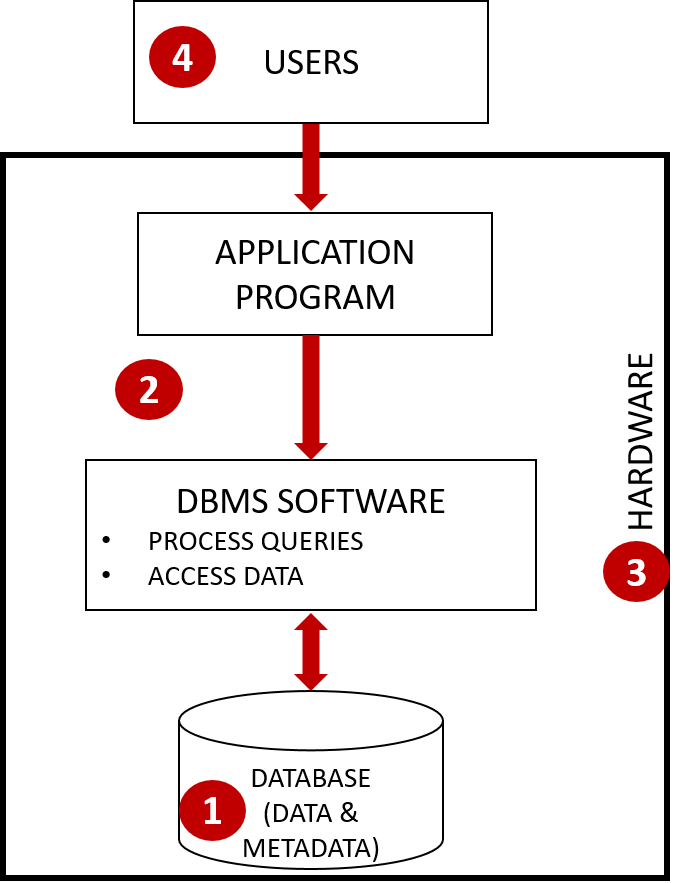 4
USERS
APPLICATION
PROGRAM
2
HARDWARE
DBMS SOFTWARE
• PROCESS QUERIES
• ACCESS DATA
3
1
DATABASE
(DATA &
METADATA)